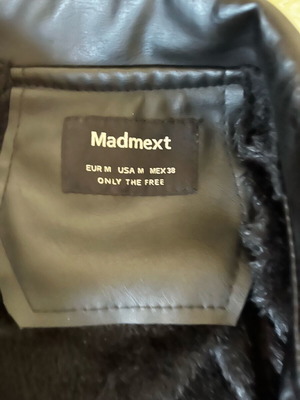 Madmext
EUR M USA M MEX 38
ONLY THE FREE